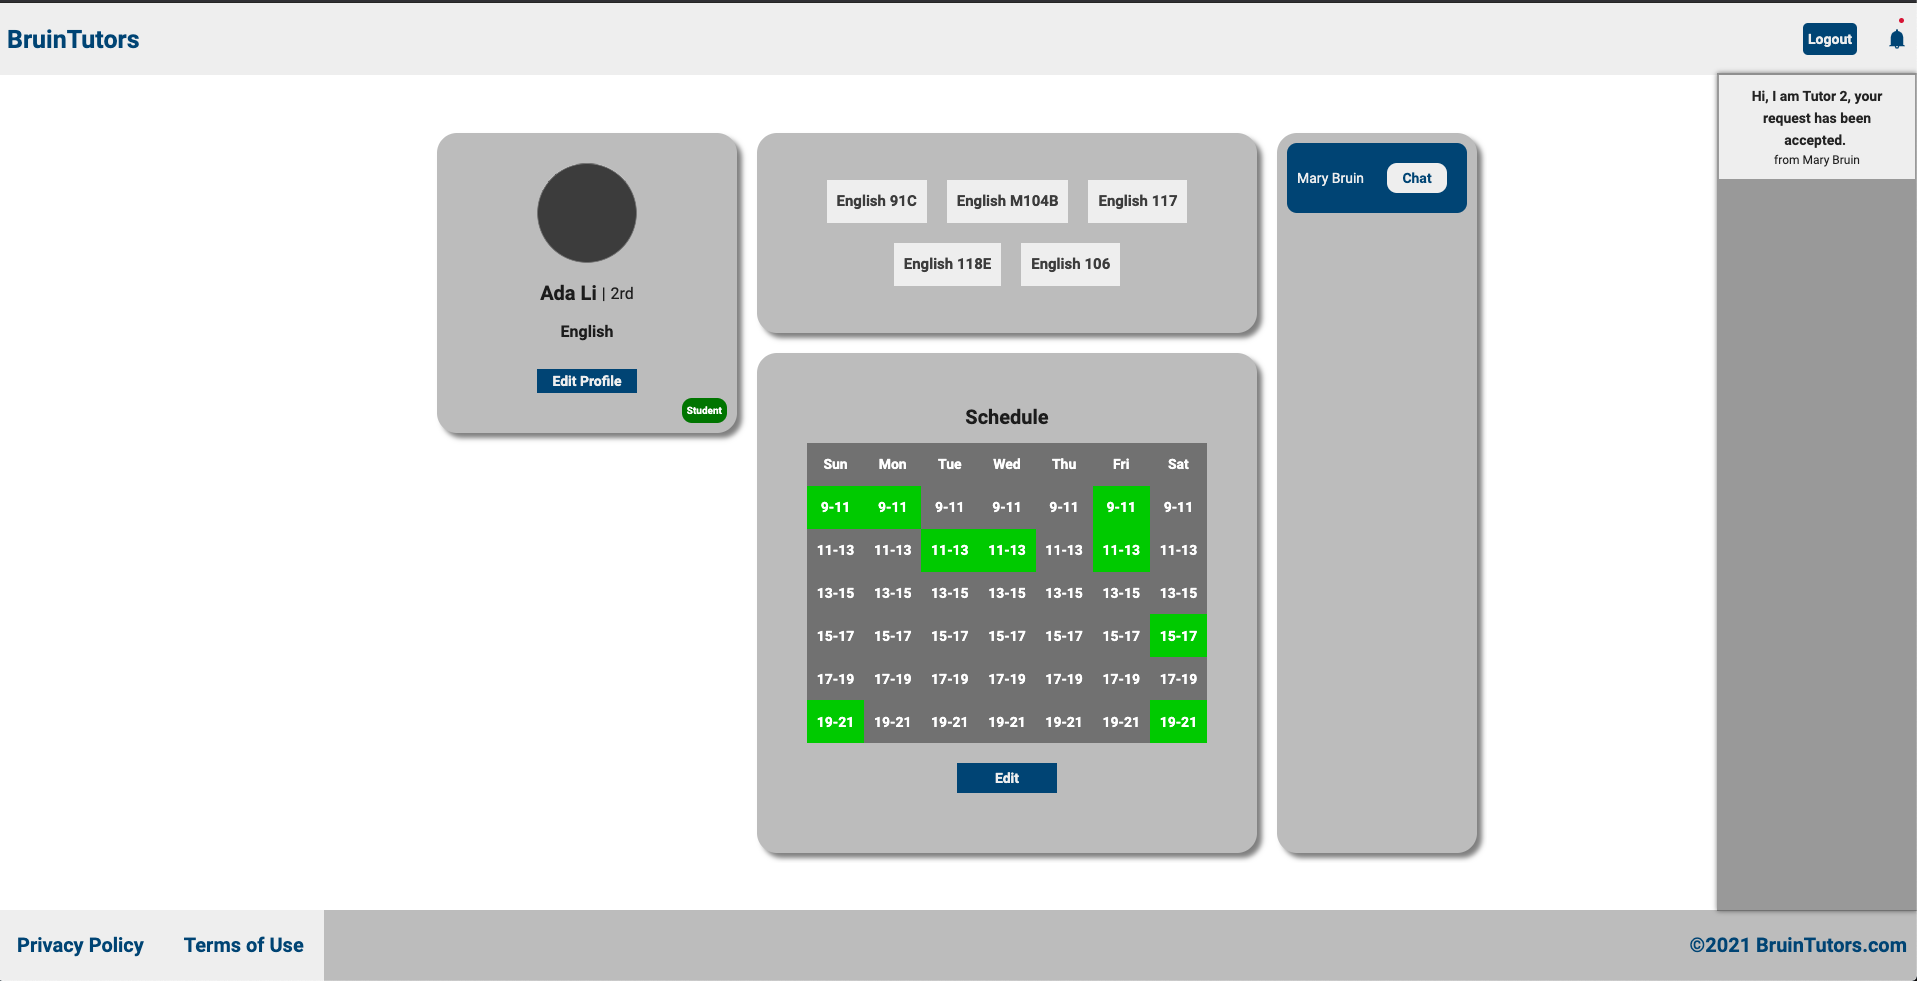 BruinTutors
Logout
Hi, I am Tutor 2, your
request has been
accepted.
from Mary Bruin
Ada Li | 2rd
English
Edit Profile
Student
English 91C English M104B English 117
English 118E English 106
Mary Bruin Chat
Schedule
Sun Mon Tue Wed Thu Fri Sat
9-11 9-11 9-11 9-11 9-11 9-11 9-11
11-13 11-13 11-13 11-13 11-13 11-13 11-13
13-15 13-15 13-15 13-15 13-15 13-15 13-15
15-17 15-17 15-17 15-17 15-17 15-17 15-17
17-19 17-19 17-19 17-19 17-19 17-19 17-19
19-21 19-21 19-21 19-21 19-21 19-21 19-21
Edit
Privacy Policy Terms of Use
©2021 BruinTutors.com